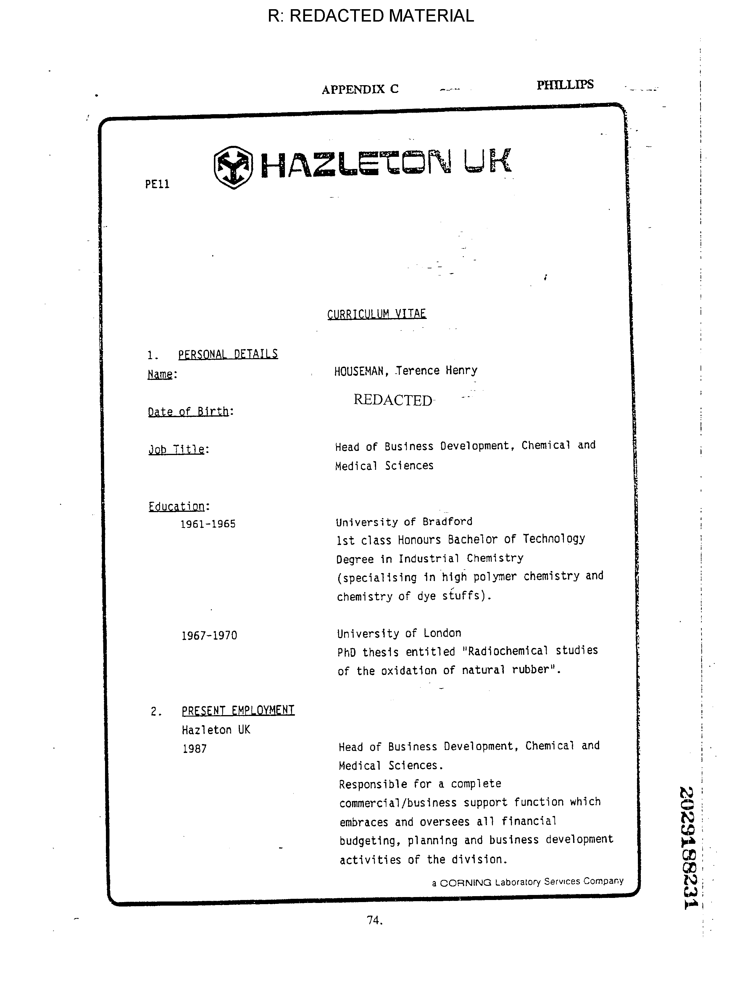 R: REDACTED MATERIAL
APPENDIX C PHILLIPS
HAZLETON UK
PE11
CURRICULUM VITAE
1. PERSONAL DETAILS
Name: HOUSEMAN, Terence Henry
REDACTED
Date of Birth:
Job Title: Head of Business Development, Chemical and
Medical Sciences
Education:
1961-1965 University of Bradford
1st class Honours Bachelor of Technology
Degree in Industrial Chemistry
(specialising in high polymer chemistry and
chemistry of dye stuffs).
1967-1970 University of London
PhD thesis entitled "Radiochemical studies
of the oxidation of natural rubber".
2. PRESENT EMPLOYMENT
Hazleton UK
1987 Head of Business Development, Chemical and
Medical Sciences.
Responsible for a complete
commercial/business support function which
embraces and oversees all financial
budgeting, planning and business development
activities of the division.
a CORNING Laboratory Services Company
74.
2029188231